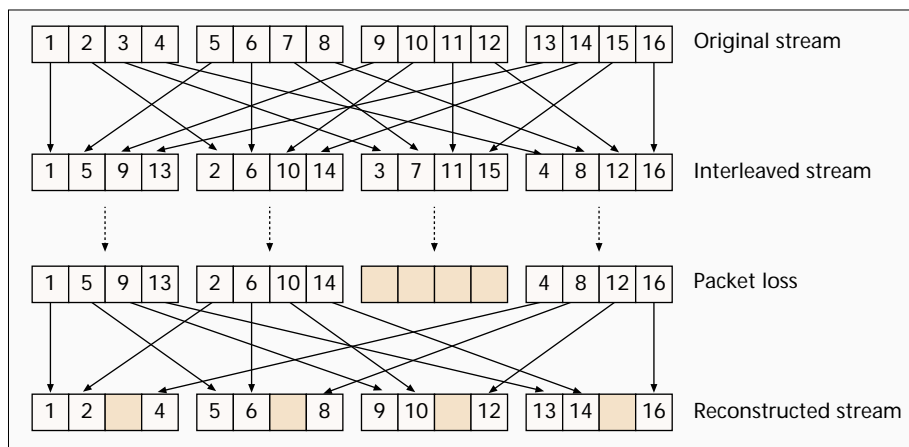 1 2 3 4 5 6 7 8 9 10 11 12 13 14 15 16 Original stream
1 5 9 13 2 6 10 14 3 7 11 15 4 8 12 16 Interleaved stream
1 5 9 13 2 6 10 14 4 8 12 16 Packet loss
1 2 4 5 6 8 9 10 12 13 14 16 Reconstructed stream